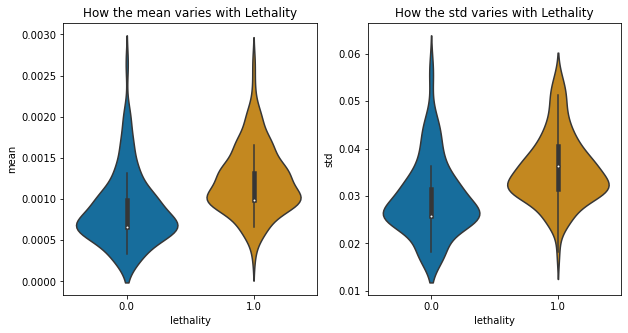 How the mean varies with Lethality
0.0030
0.0025
0.0020
0.0015
0.0010
0.0005
0.0000
mean
0.0
1.0
lethality
How the std varies with Lethality
0.06
0.05
0.04
0.03
0.02
0.01
std
0.0
1.0
lethality